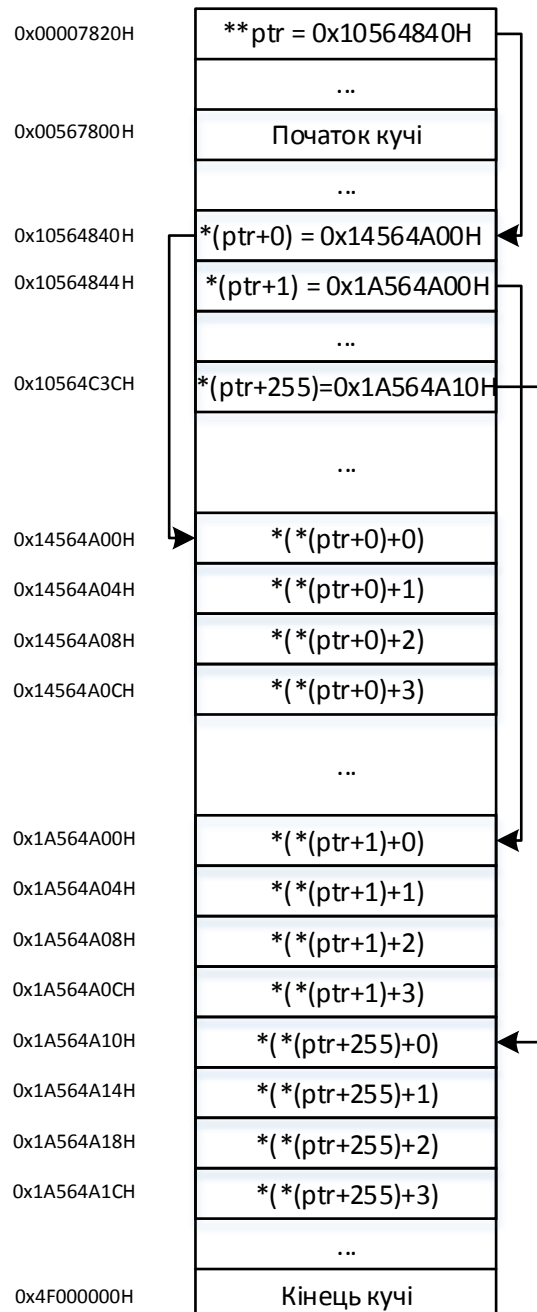 0x00007820H **ptr = 0x10564840H
...
0x00567800H Початок кучі
...
0x10564840H *(ptr+0) = 0x14564A00H
0x10564844H *(ptr+1) = 0x1A564A00H
...
0x10564C3CH *(ptr+255)=0x1A564A10H
...
0x14564A00H *(*(ptr+0)+0)
0x14564A04H *(*(ptr+0)+1)
0x14564A08H *(*(ptr+0)+2)
0x14564A0CH *(*(ptr+0)+3)
...
0x1A564A00H *(*(ptr+1)+0)
0x1A564A04H *(*(ptr+1)+1)
0x1A564A08H *(*(ptr+1)+2)
0x1A564A0CH *(*(ptr+1)+3)
0x1A564A10H *(*(ptr+255)+0)
0x1A564A14H *(*(ptr+255)+1)
0x1A564A18H *(*(ptr+255)+2)
0x1A564A1CH *(*(ptr+255)+3)
...
0x4F000000H Кінець кучі